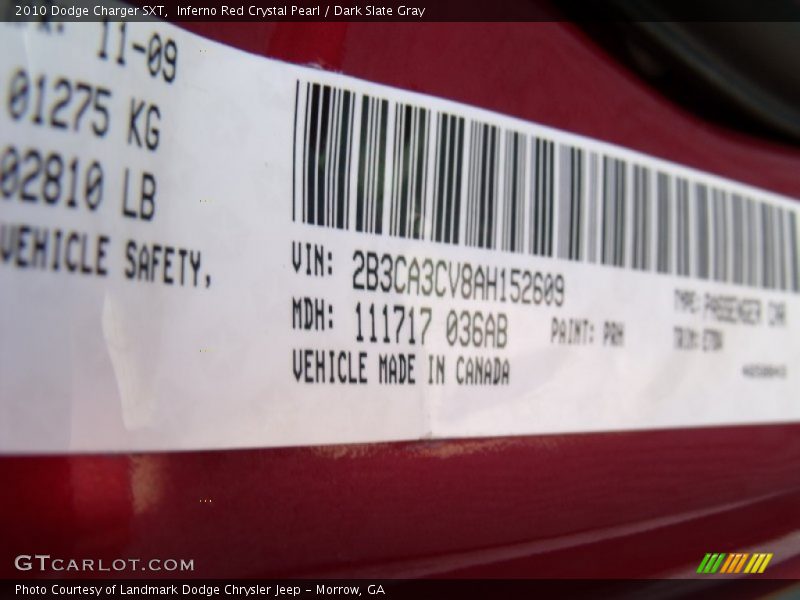 2010 Dodge Charger SXT,  Inferno Red Crystal Pearl / Dark Slate Gray
11-09
01275 KG
02810 LB
VEHICLE SAFETY,
VIN: 2B3CA3CV8AH152609
MDH: 111717 036AB
PAINT: PRH
VEHICLE MADE IN CANADA
TYPE: PASSENGER CAR
TRIM:
GTCARLOT.COM
Photo Courtesy of Landmark Dodge Chrysler Jeep – Morrow, GA